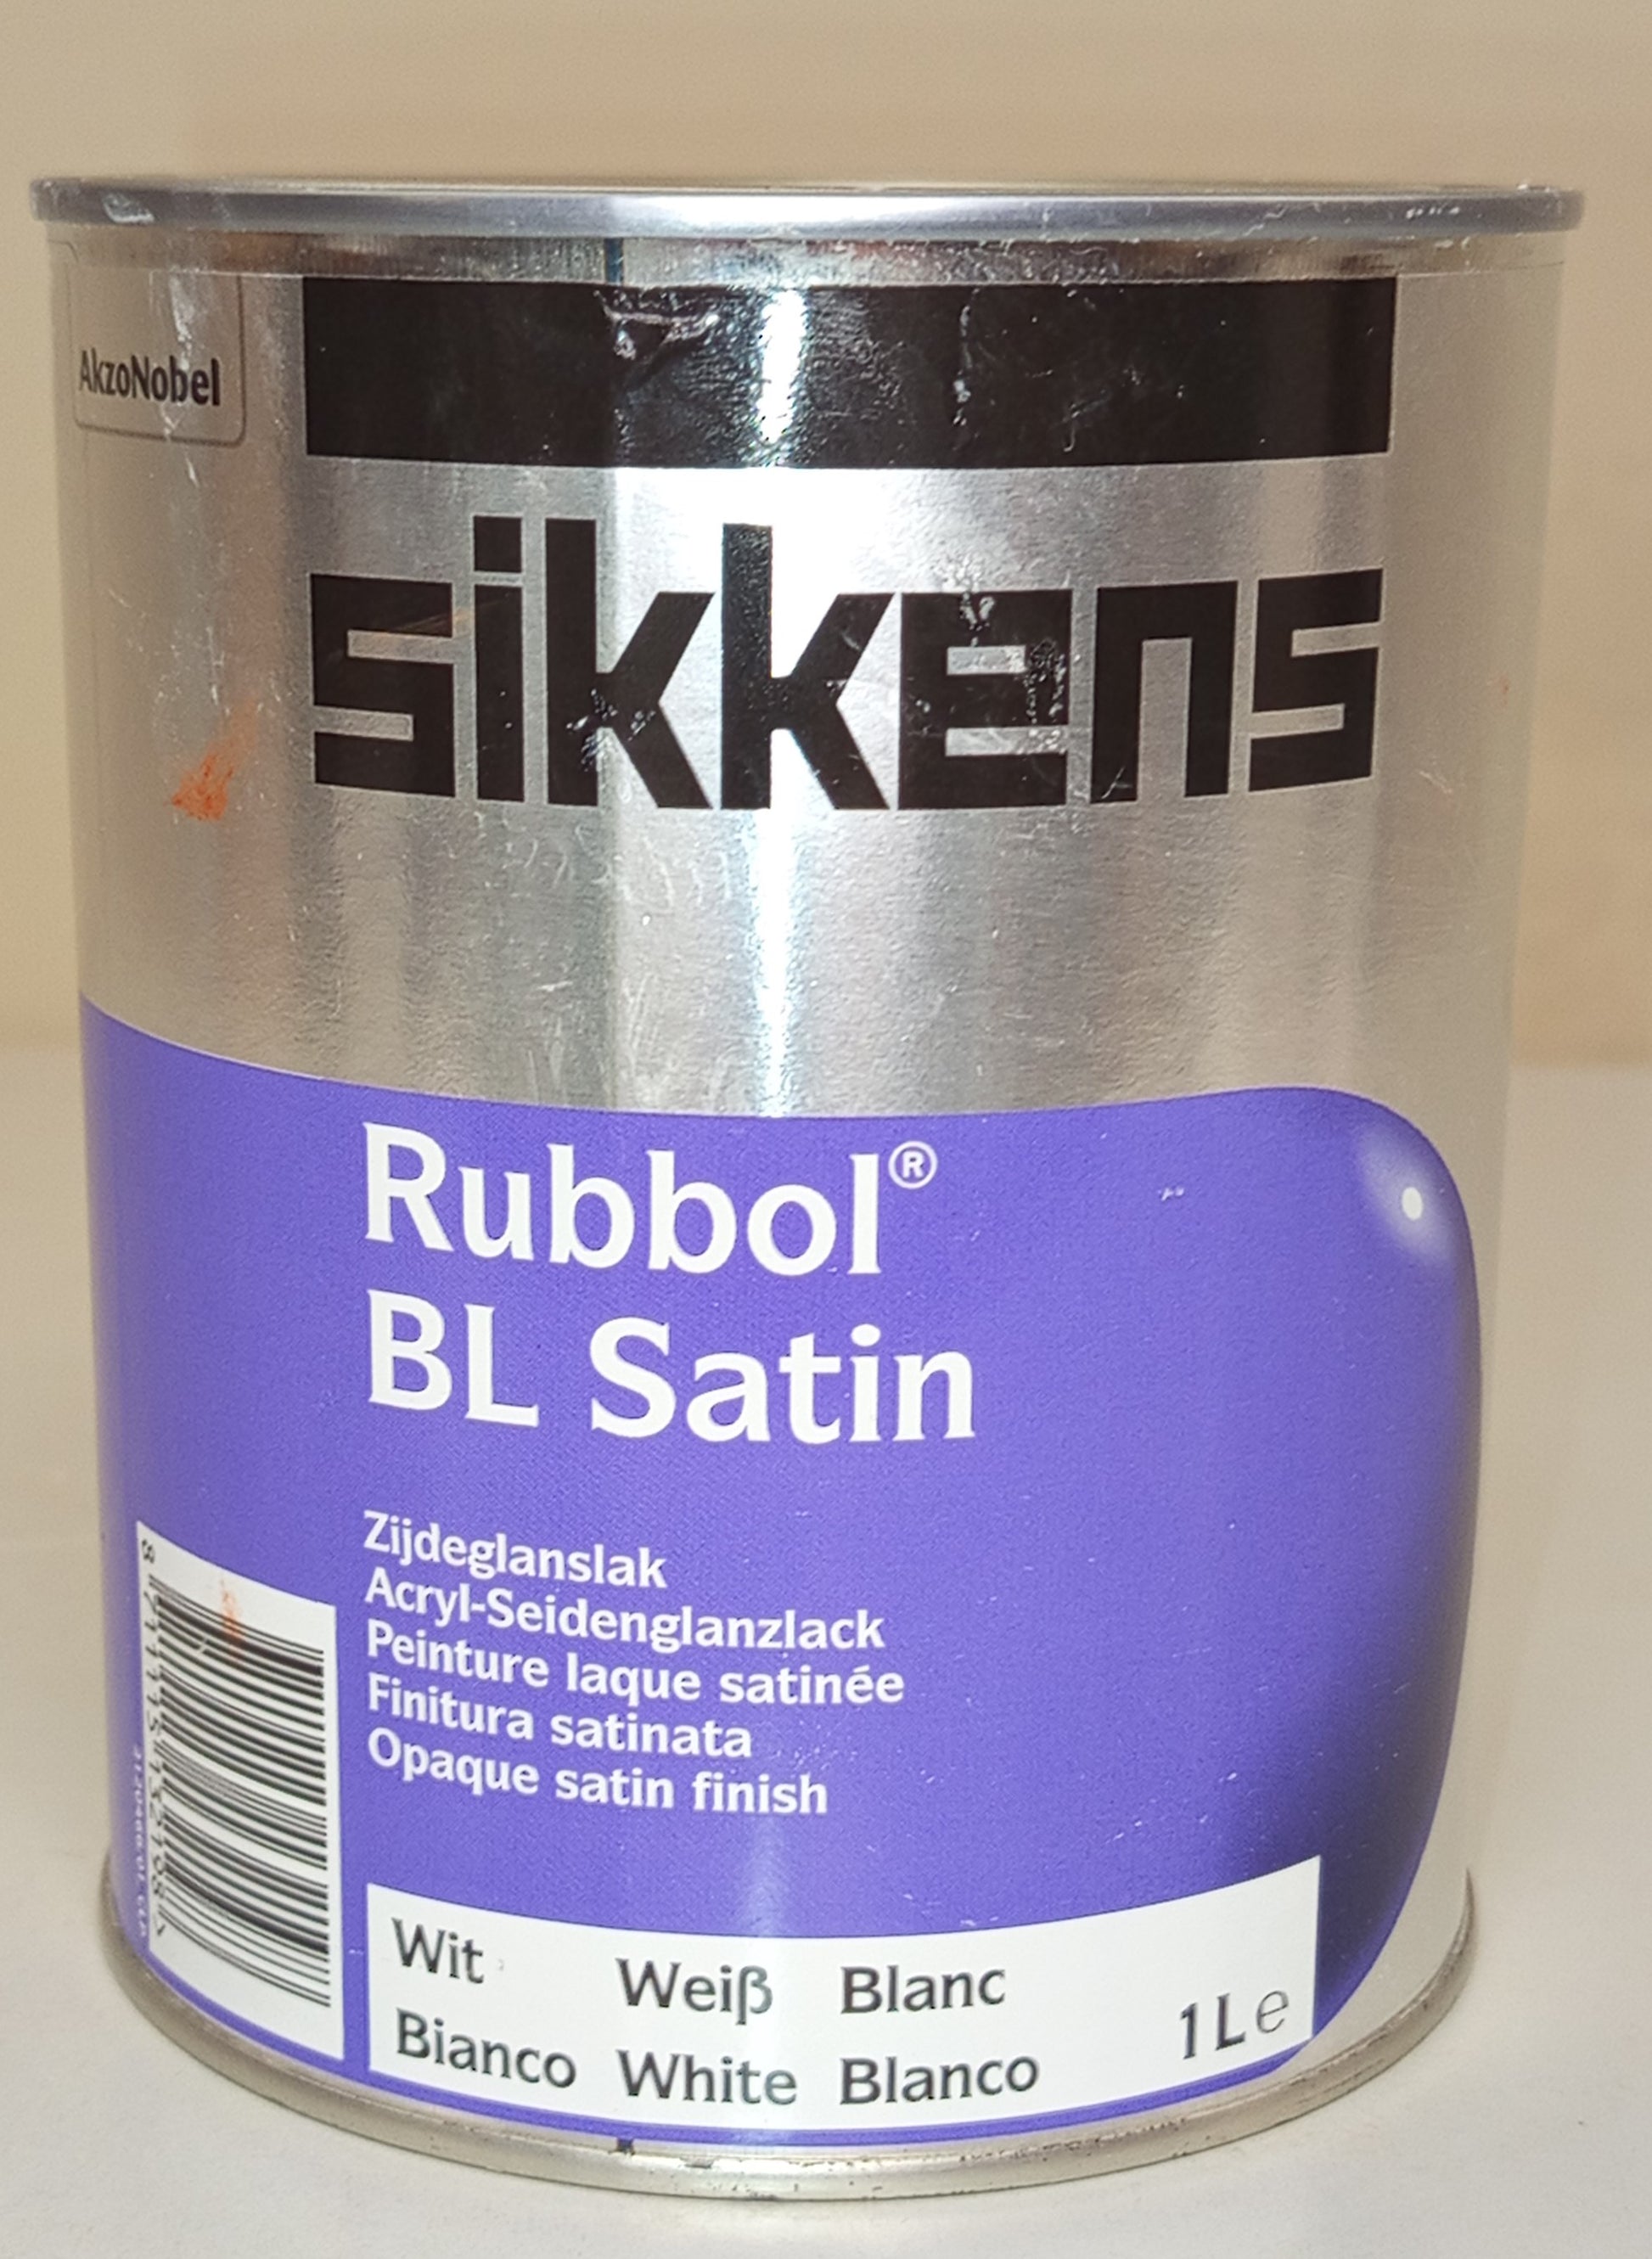 AkzoNobel
sikkens
Rubbol®
BL Satin
Zijdeglanslak
Acryl-Seidenglanzlack
Peinture laque satinée
Finitura satinata
Opaque satin finish
Wit Weiß Blanc
Bianco White Blanco
1 L e